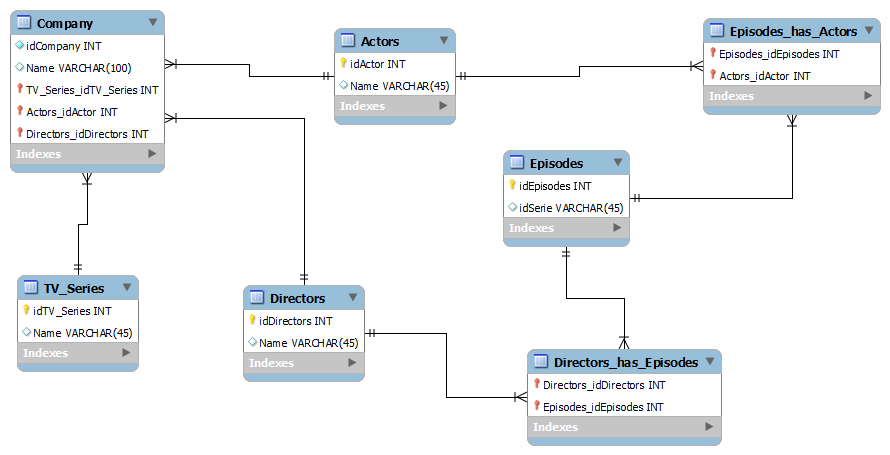 Company
idCompany INT
Name VARCHAR(100)
TV_Series_idTV_Series INT
Actors_idActor INT
Directors_idDirectors INT
Indexes
Actors
idActor INT
Name VARCHAR(45)
Indexes
Episodes_has_Actors
Episodes_idEpisodes INT
Actors_idActor INT
Indexes
Episodes
idEpisodes INT
idSerie VARCHAR(45)
Indexes
TV_Series
idTV_Series INT
Name VARCHAR(45)
Indexes
Directors
idDirectors INT
Name VARCHAR(45)
Indexes
Directors_has_Episodes
Directors_idDirectors INT
Episodes_idEpisodes INT
Indexes